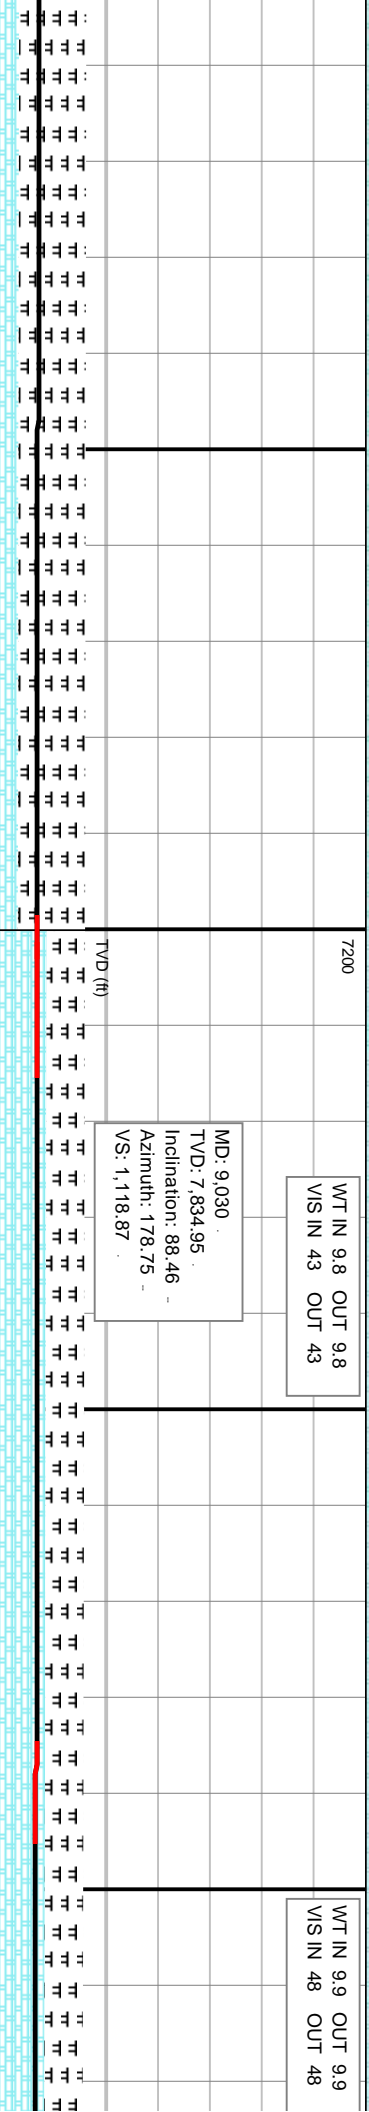 7200
TVD (ft)
WT IN 9.8 OUT 9.8
VIS IN 43 OUT 43
MD: 9,030
TVD: 7,834.95
Inclination: 88.46
Azimuth: 178.75
VS: 1,118.87
WT IN 9.9 OUT 9.9
VIS IN 48 OUT 48